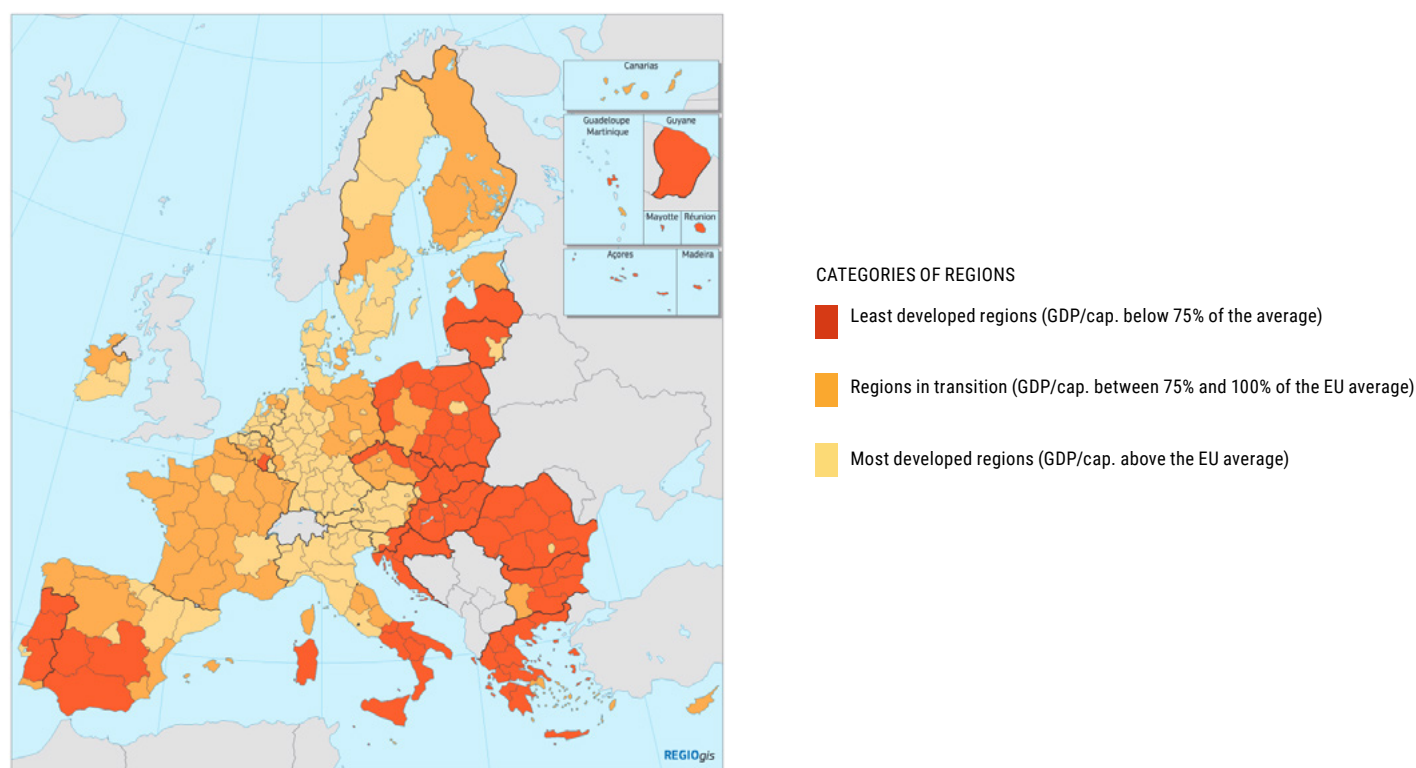 Canarias
Guadeloupe
Martinique
Guyane
Mayotte
Réunion
Açores
Madeira
REGIOgis
CATEGORIES OF REGIONS
Least developed regions (GDP/cap. below 75% of the average)
Regions in transition (GDP/cap. between 75% and 100% of the EU average)
Most developed regions (GDP/cap. above the EU average)